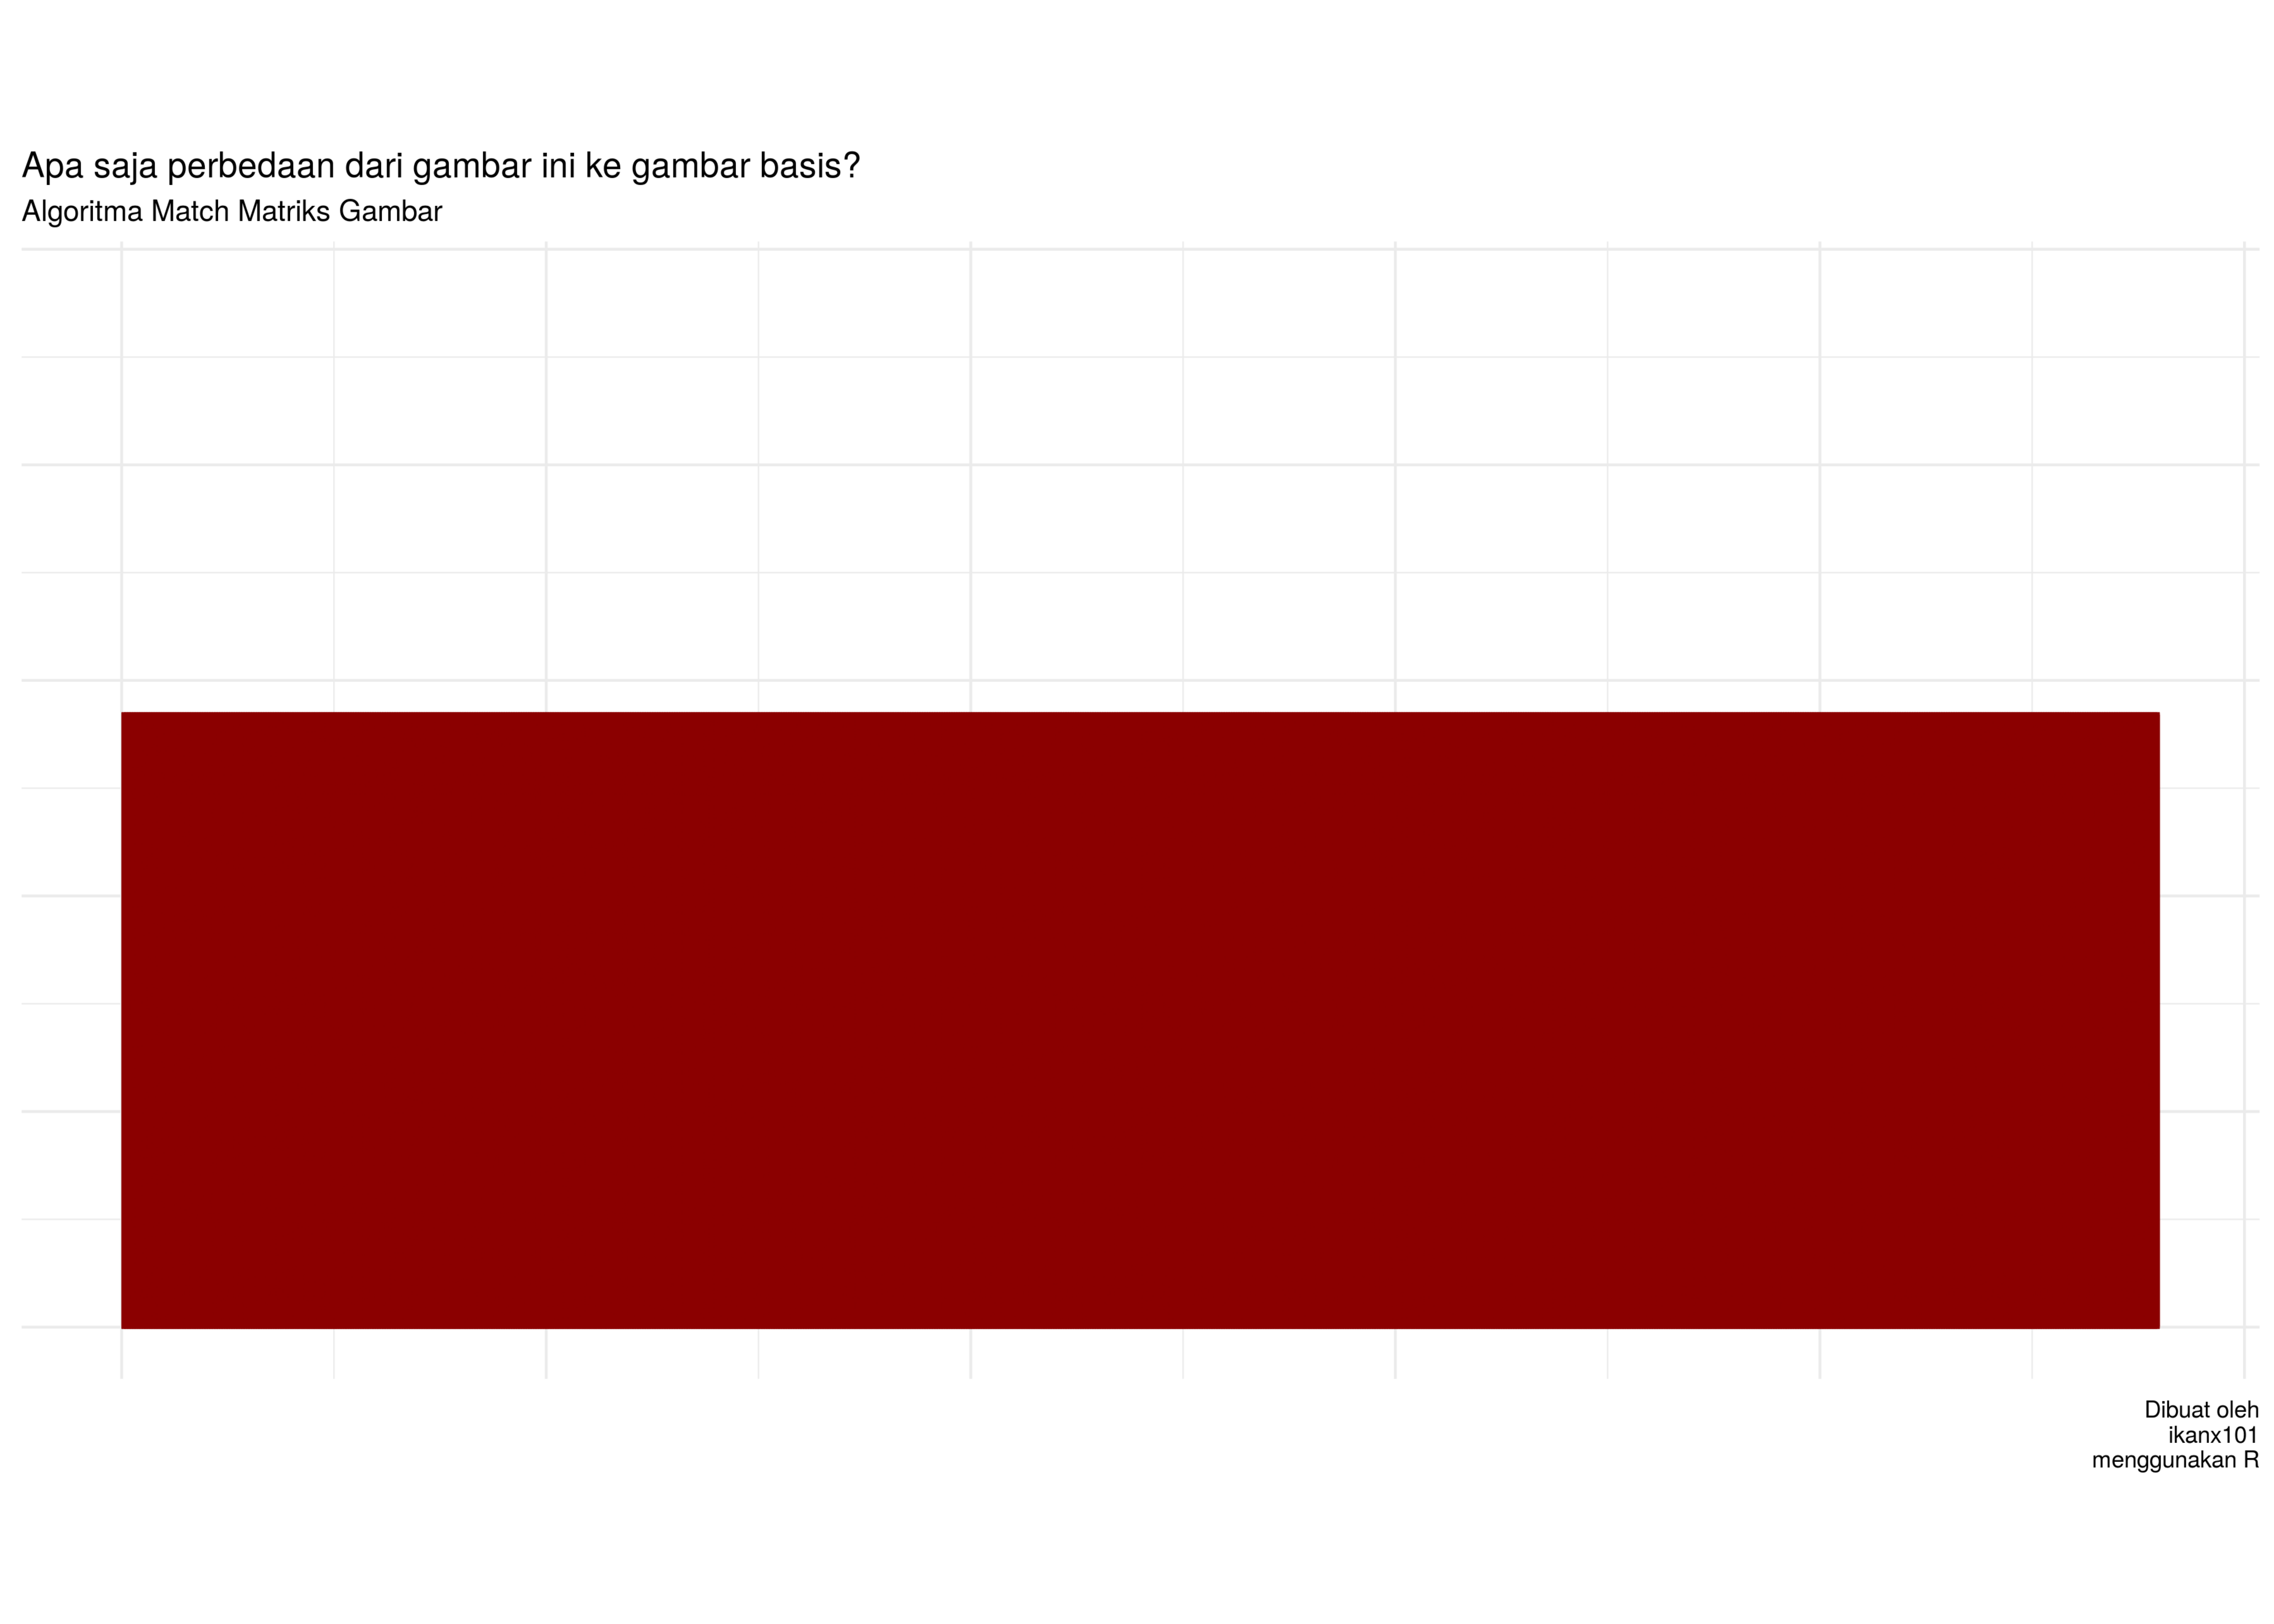 Apa saja perbedaan dari gambar ini ke gambar basis?
Algoritma Match Matriks Gambar
Dibuat oleh
ikanx101
menggunakan R